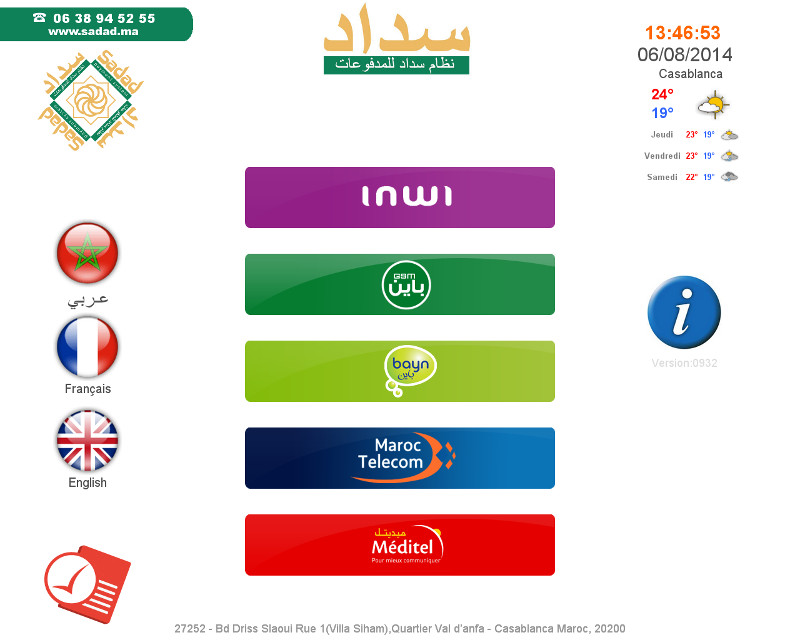 ☎ 06 38 94 52 55
www.sadad.ma
سداد
نظام سداد للمدفوعات
13:46:53
06/08/2014
Casablanca
24°
19°
Jeudi 23° 19°
Vendredi 23° 19°
Samedi 22° 19°
سداد
Sadad
Sadad
سداد
inwi
Gam
باين
bayn
باين
Maroc
Telecom
ميديتل
Méditel
Pour mieux communiquer
عربي
Français
English
i
Version:0932
27252 - Bd Driss Slaoui Rue 1(Villa Siham),Quartier Val d'anfa - Casablanca Maroc, 20200